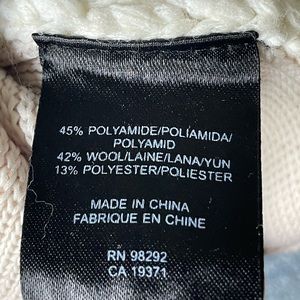 45% POLYAMIDE/POLIAMIDA/
POLYAMID
42% WOOL/LAINE/LANA/YÜN
13% POLYESTER/POLIESTER
MADE IN CHINA
FABRIQUE EN CHINE
RN 98292
CA 19371